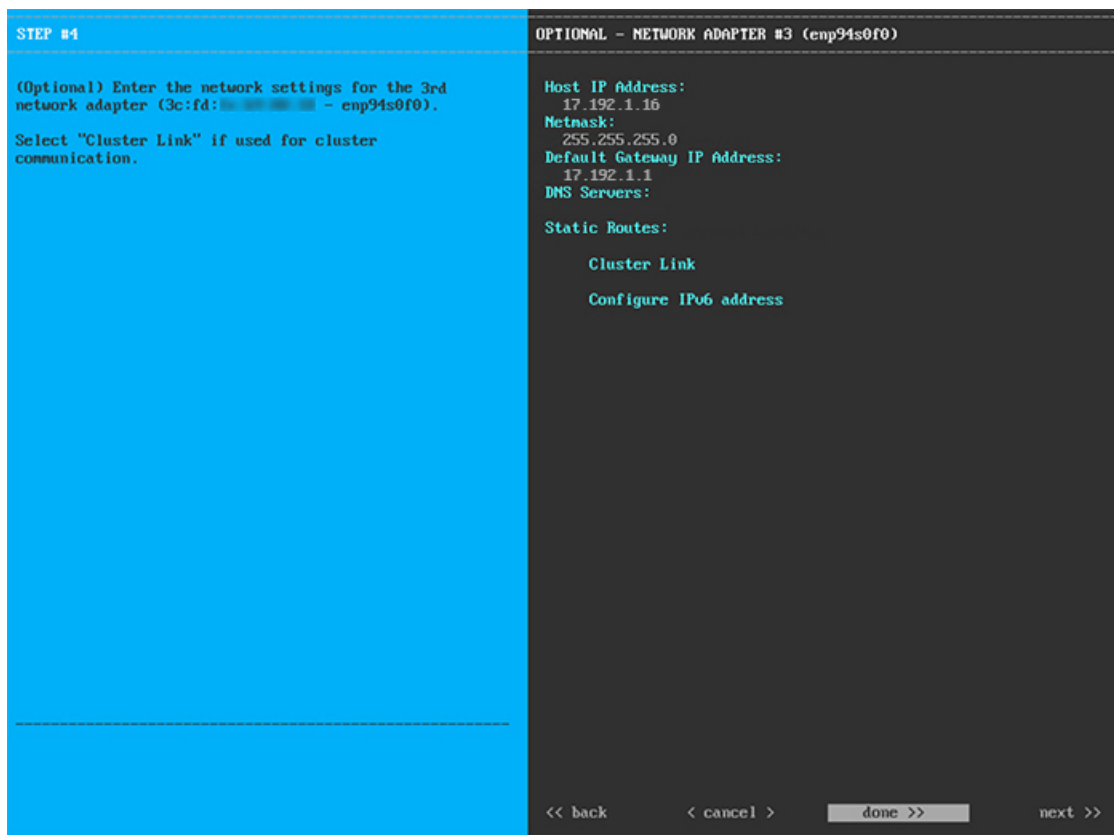 STEP #4
(Optional) Enter the network settings for the 3rd
network adapter (3c:fd: - enp94s0f0).
Select "Cluster Link" if used for cluster
communication.
OPTIONAL - NETWORK ADAPTER #3 (enp94s0f0)
Host IP Address:
17.192.1.16
Netmask:
255.255.255.0
Default Gateway IP Address:
17.192.1.1
DNS Servers:
Static Routes:
Cluster Link
Configure IPv6 address
<< back < cancel > done >> next >>